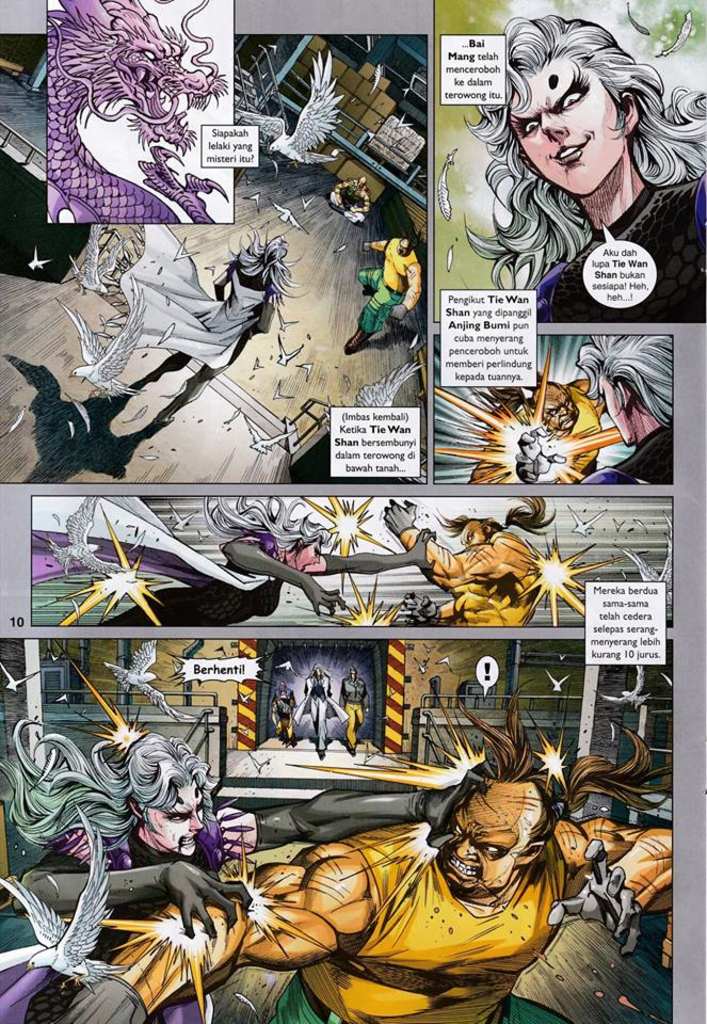 Siapakah
lelaki yang
misteri itu?
(Imbas kembali)
Ketika Tie Wan
Shan bersembunyi
dalam terowong di
bawah tanah...
...Bai
Mang telah
menceroboh
ke dalam
terowong itu.
Aku dah
lupa Tie Wan
Shan bukan
sesiapa! Heh,
heh...!
Pengikut Tie Wan
Shan yang dipanggil
Anjing Bumi pun
cuba menyerang
penceroboh untuk
memberi perlindung
kepada tuannya.
Mereka berdua
sama-sama
telah cedera
selepas serang-
menyerang lebih
kurang 10 jurus.
10
Berhenti!
!